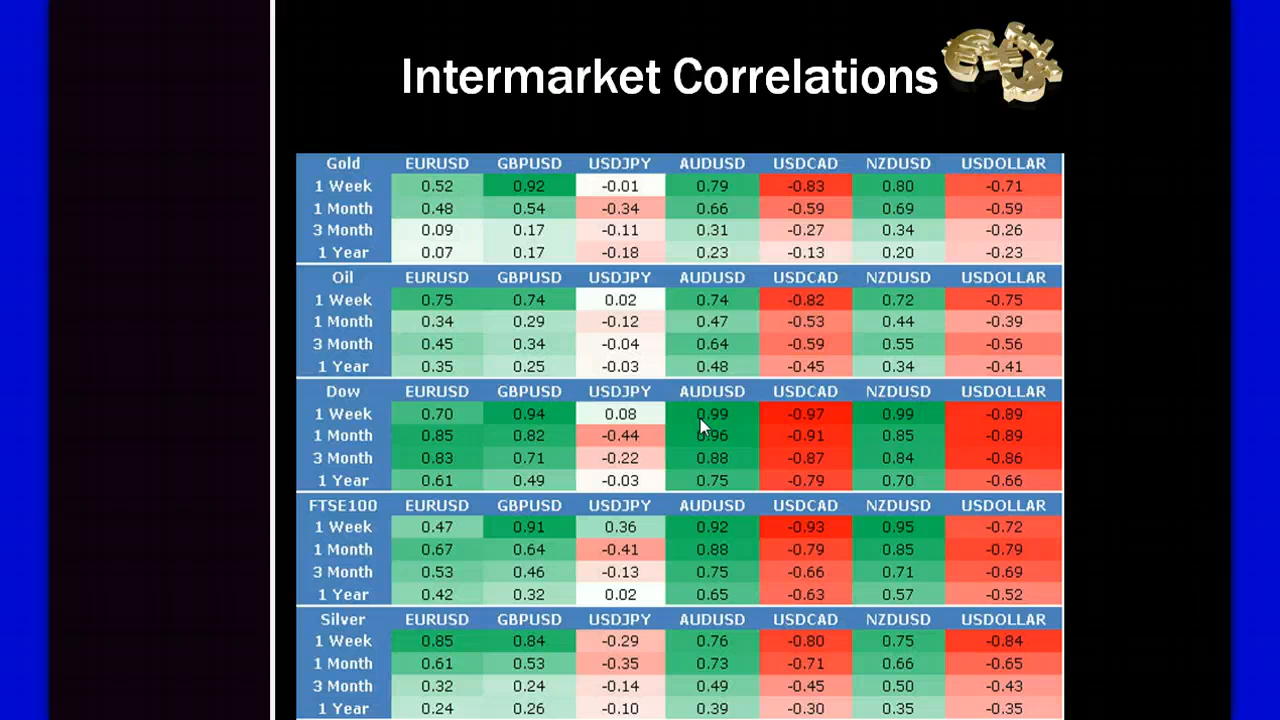 Intermarket Correlations
Gold EURUSD GBPUSD USDJPY AUDUSD USDCAD NZDUSD USDOLLAR
1 Week 0.52 0.92 -0.01 0.79 -0.83 0.80 -0.71
1 Month 0.48 0.54 -0.34 0.66 -0.59 0.69 -0.59
3 Month 0.09 0.17 -0.11 0.31 -0.27 0.34 -0.26
1 Year 0.07 0.17 -0.18 0.23 -0.13 0.20 -0.23
Oil EURUSD GBPUSD USDJPY AUDUSD USDCAD NZDUSD USDOLLAR
1 Week 0.75 0.74 0.02 0.74 -0.82 0.72 -0.75
1 Month 0.34 0.29 -0.12 0.47 -0.53 0.44 -0.39
3 Month 0.45 0.34 -0.04 0.64 -0.59 0.55 -0.56
1 Year 0.35 0.25 -0.03 0.48 -0.45 0.34 -0.41
Dow EURUSD GBPUSD USDJPY AUDUSD USDCAD NZDUSD USDOLLAR
1 Week 0.70 0.94 0.08 0.99 -0.97 0.99 -0.89
1 Month 0.85 0.82 -0.44 0.96 -0.91 0.85 -0.89
3 Month 0.83 0.71 -0.22 0.88 -0.87 0.84 -0.86
1 Year 0.61 0.49 -0.03 0.75 -0.79 0.70 -0.66
FTSE100 EURUSD GBPUSD USDJPY AUDUSD USDCAD NZDUSD USDOLLAR
1 Week 0.47 0.91 0.36 0.92 -0.93 0.95 -0.72
1 Month 0.67 0.64 -0.41 0.88 -0.79 0.85 -0.79
3 Month 0.53 0.46 -0.13 0.75 -0.66 0.71 -0.69
1 Year 0.42 0.32 0.02 0.65 -0.63 0.57 -0.52
Silver EURUSD GBPUSD USDJPY AUDUSD USDCAD NZDUSD USDOLLAR
1 Week 0.85 0.84 -0.29 0.76 -0.80 0.75 -0.84
1 Month 0.61 0.53 -0.35 0.73 -0.71 0.66 -0.65
3 Month 0.32 0.24 -0.14 0.49 -0.45 0.50 -0.43
1 Year 0.24 0.26 -0.10 0.39 -0.30 0.35 -0.35